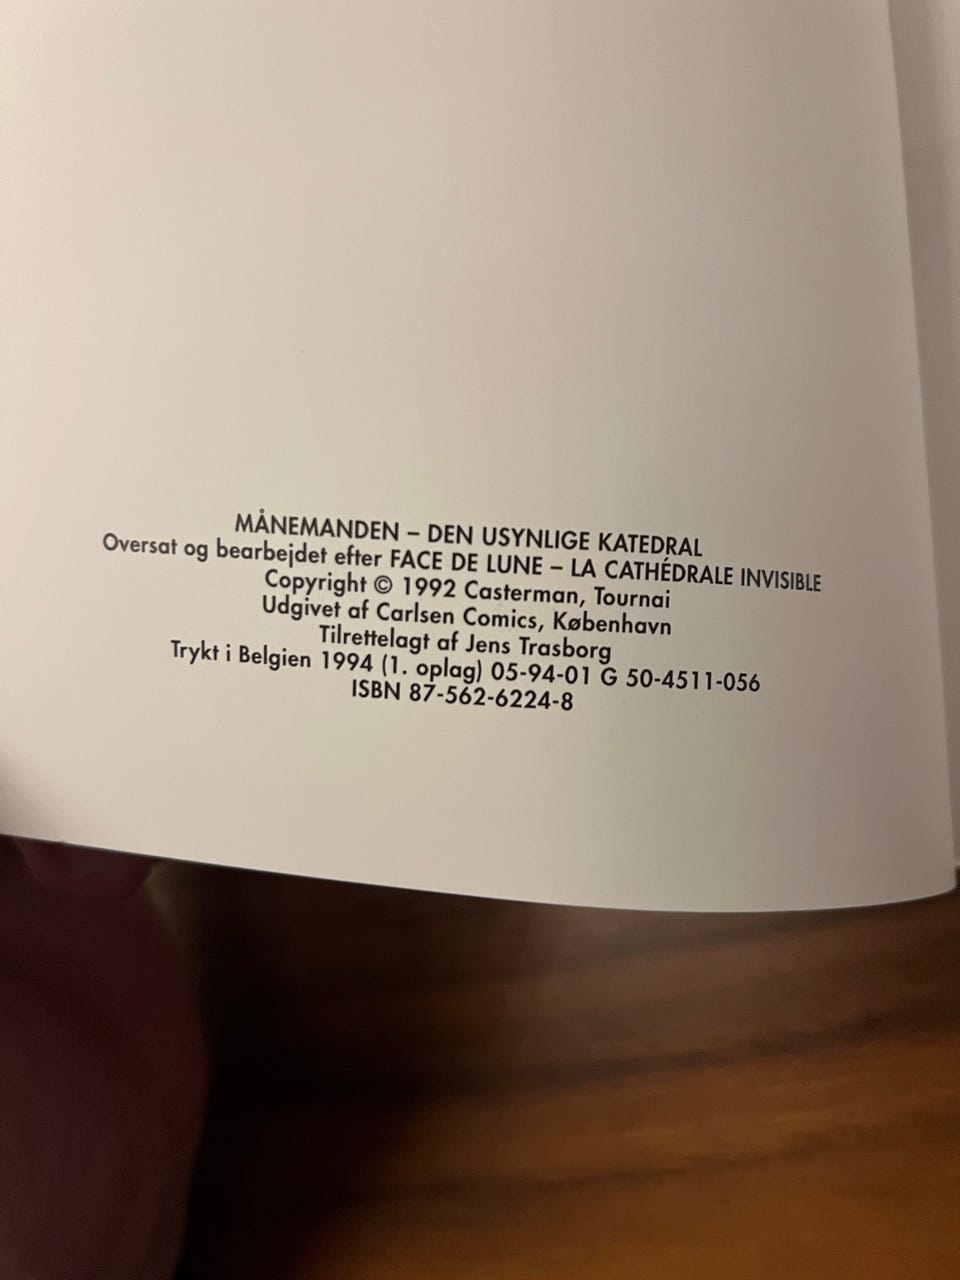 MÅNEMANDEN – DEN USYNLIGE KATEDRAL
Oversat og bearbejdet efter FACE DE LUNE – LA CATHÉDRALE INVISIBLE
Copyright © 1992 Casterman, Tournai
Udgivet af Carlsen Comics, København
Tilrettelagt af Jens Trasborg
Trykt i Belgien 1994 (1. oplag) 05-94-01 G 50-4511-056
ISBN 87-562-6224-8